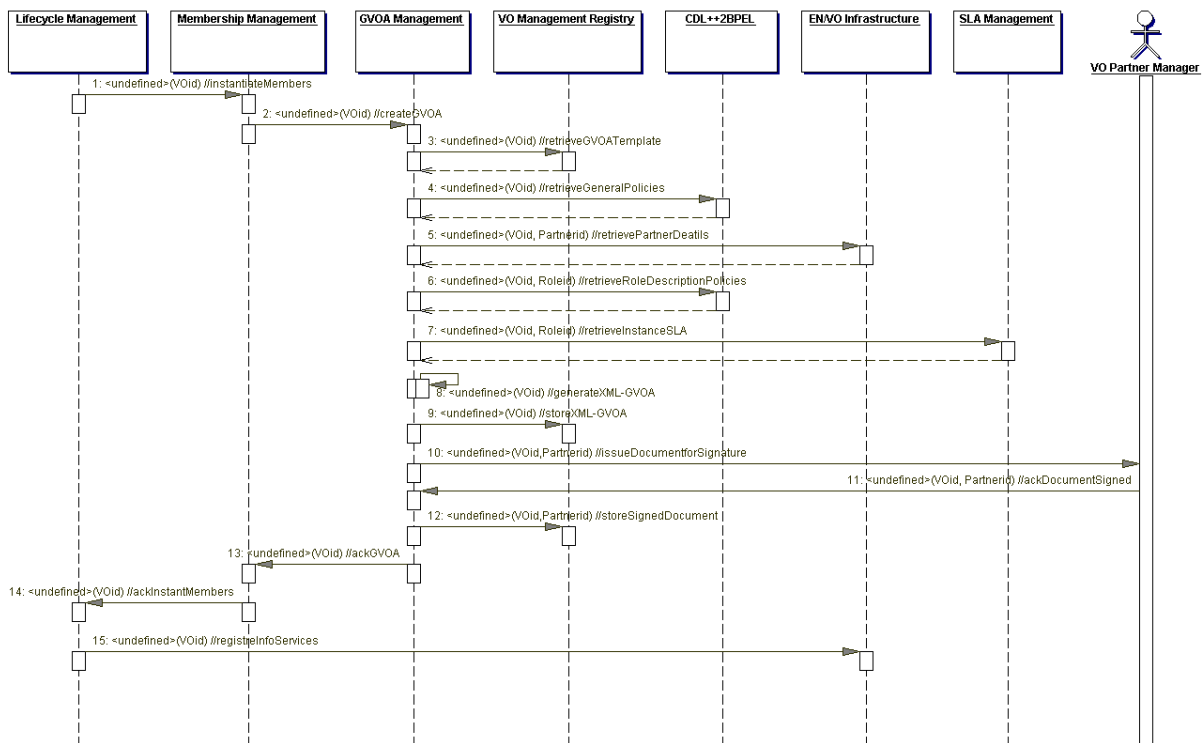 Lifecycle Management
Membership Management
GVOA Management
VO Management Registry
CDL++2BPEL
EN/VO Infrastructure
SLA Management
VO Partner Manager
1: <undefined>(VOid) //instantiateMembers
2: <undefined>(VOid) //createGVOA
3: <undefined>(VOid) //retrieveGVOATemplate
4: <undefined>(VOid) //retrieveGeneralPolicies
5: <undefined>(VOid, Partnerid) //retrievePartnerDeatils
6: <undefined>(VOid, Roleid) //retrieveRoleDescriptionPolicies
7: <undefined>(VOid, Roleid) //retrieveInstanceSLA
8: <undefined>(VOid) //generateXML-GVOA
9: <undefined>(VOid) //storeXML-GVOA
10: <undefined>(VOid,Partnerid) //issueDocumentforSignature
11: <undefined>(VOid, Partnerid) //ackDocumentSigned
12: <undefined>(VOid,Partnerid) //storeSignedDocument
13: <undefined>(VOid) //ackGVOA
14: <undefined>(VOid) //ackInstantMembers
15: <undefined>(VOid) //registreInfoServices